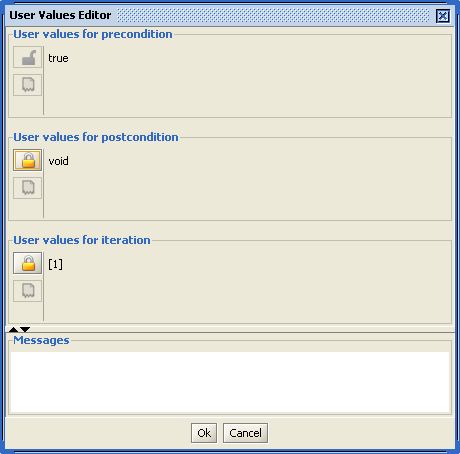 User Values Editor
User values for precondition
true
User values for postcondition
void
User values for iteration
[1]
Messages
Ok Cancel